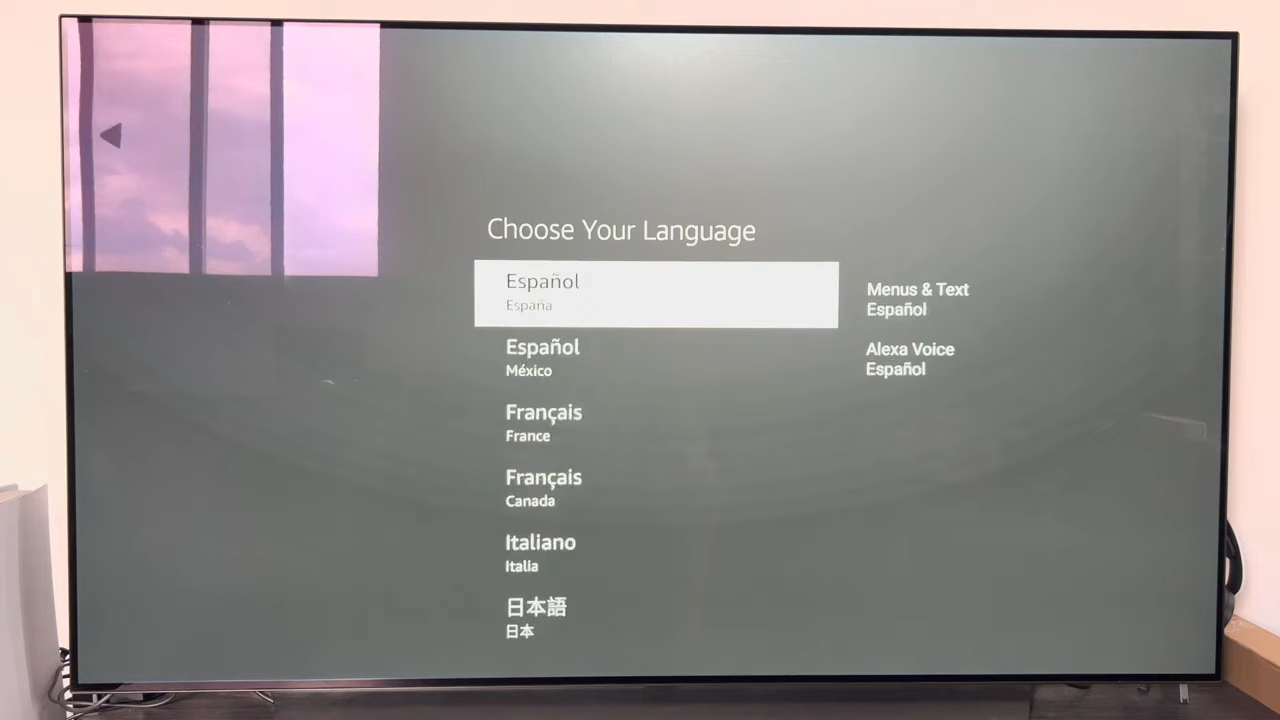 Choose Your Language
Español
España
Español
México
Français
France
Français
Canada
Italiano
Italia
日本語
日本
Menus & Text
Español
Alexa Voice
Español